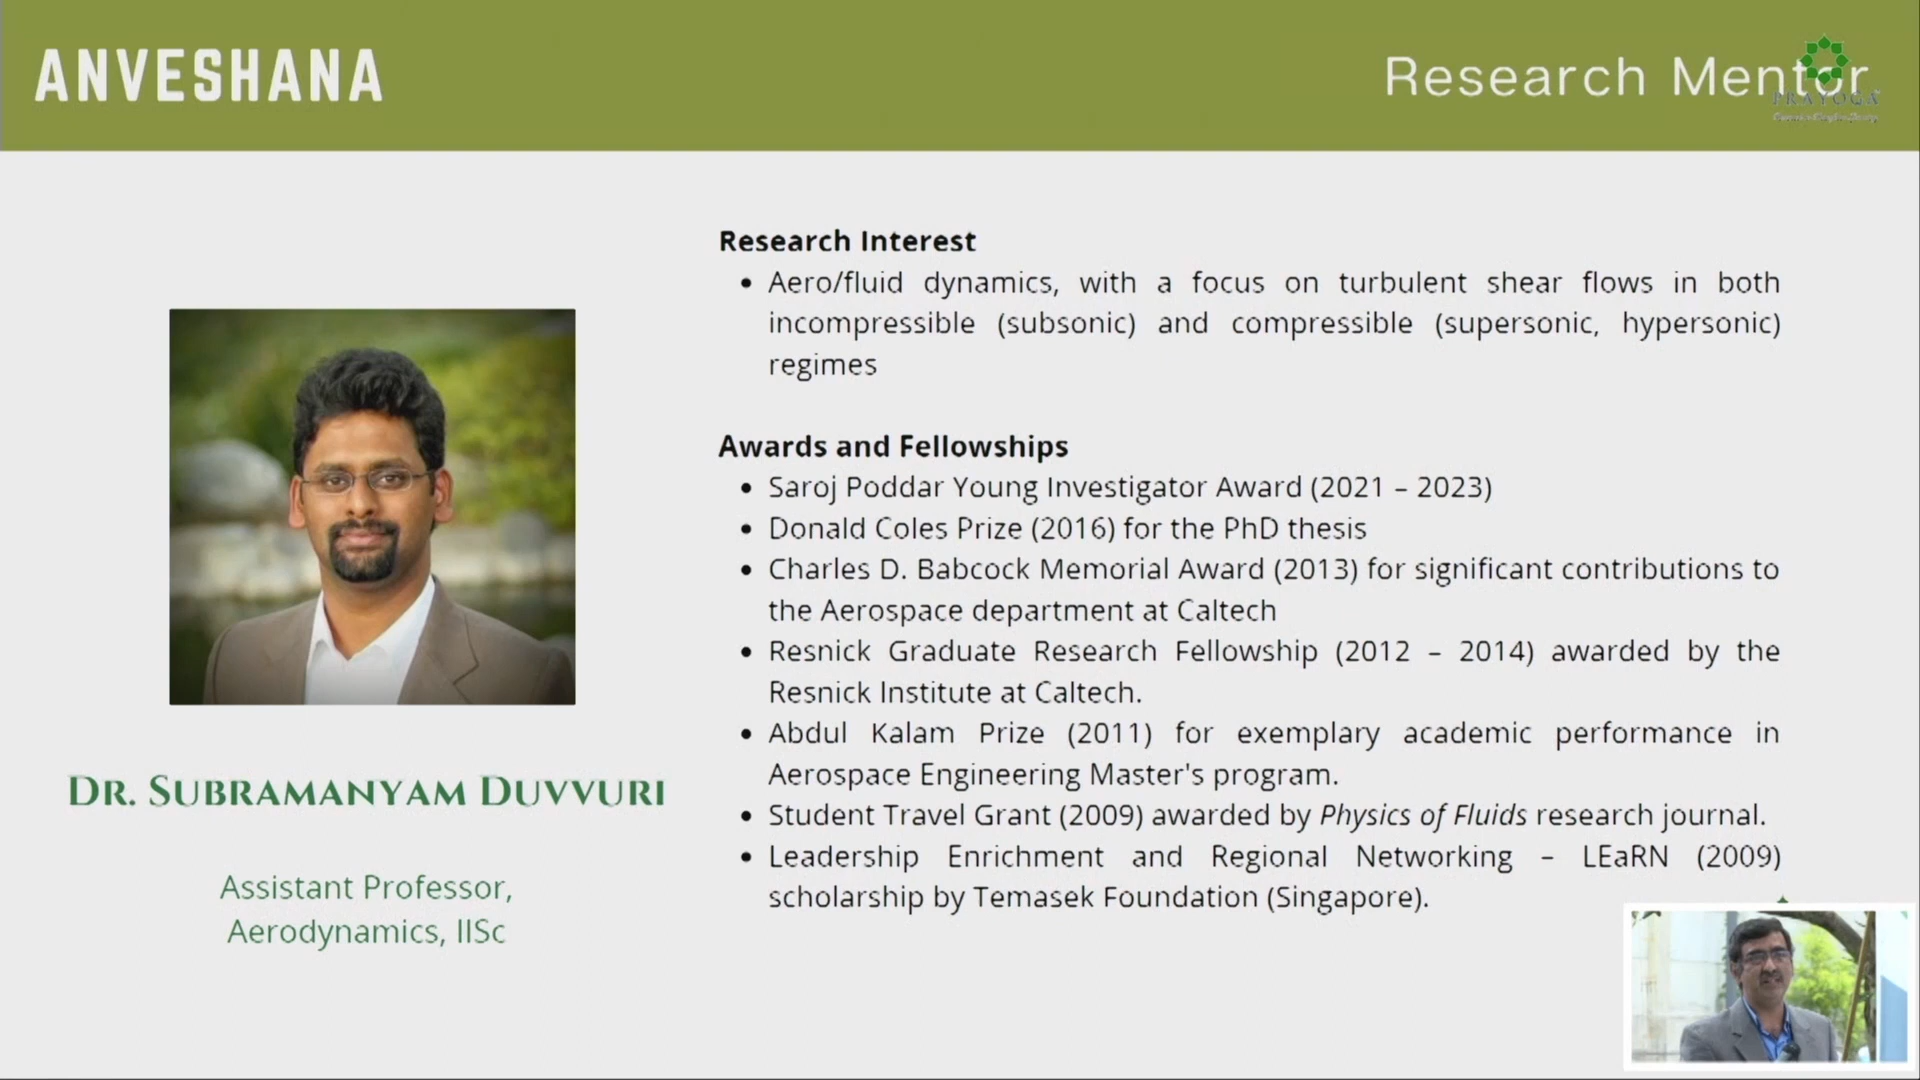 ANVESHANA
Research Mentor
PRAYOGA
Research Interest
• Aero/fluid dynamics, with a focus on turbulent shear flows in both
incompressible (subsonic) and compressible (supersonic, hypersonic)
regimes
Awards and Fellowships
• Saroj Poddar Young Investigator Award (2021 – 2023)
• Donald Coles Prize (2016) for the PhD thesis
• Charles D. Babcock Memorial Award (2013) for significant contributions to
the Aerospace department at Caltech
• Resnick Graduate Research Fellowship (2012 – 2014) awarded by the
Resnick Institute at Caltech.
• Abdul Kalam Prize (2011) for exemplary academic performance in
Aerospace Engineering Master's program.
• Student Travel Grant (2009) awarded by Physics of Fluids research journal.
• Leadership Enrichment and Regional Networking – LEaRN (2009)
scholarship by Temasek Foundation (Singapore).
DR. SUBRAMANYAM DUVVURI
Assistant Professor,
Aerodynamics, IISc